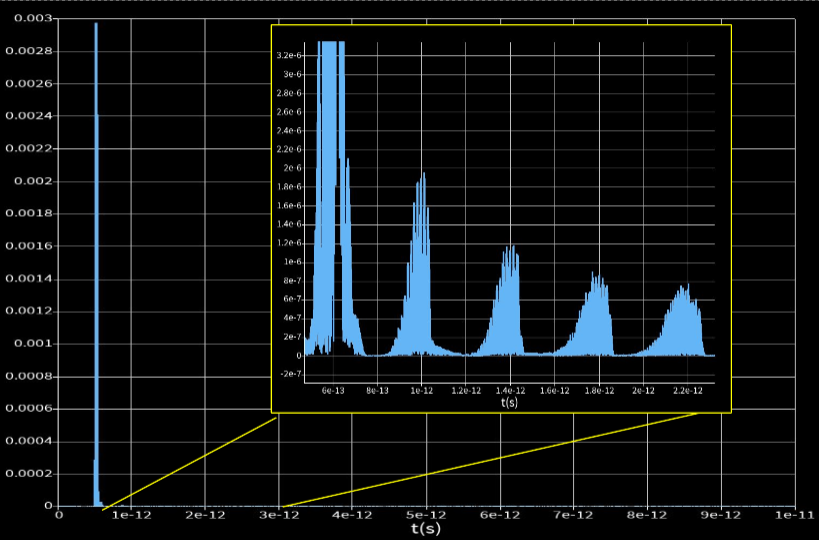 0.003
0.0028
0.0026
0.0024
0.0022
0.002
0.0018
0.0016
0.0014
0.0012
0.001
0.0008
0.0006
0.0004
0.0002
0
0 1e-12 2e-12 3e-12 4e-12 5e-12 6e-12 7e-12 8e-12 9e-12 1e-11
t(s)
3.2e-6
3e-6
2.8e-6
2.6e-6
2.4e-6
2.2e-6
2e-6
1.8e-6
1.6e-6
1.4e-6
1.2e-6
1e-6
8e-7
6e-7
4e-7
2e-7
0
-2e-7
6e-13 8e-13 1e-12 1.2e-12 1.4e-12 1.6e-12 1.8e-12 2e-12 2.2e-12
t(s)